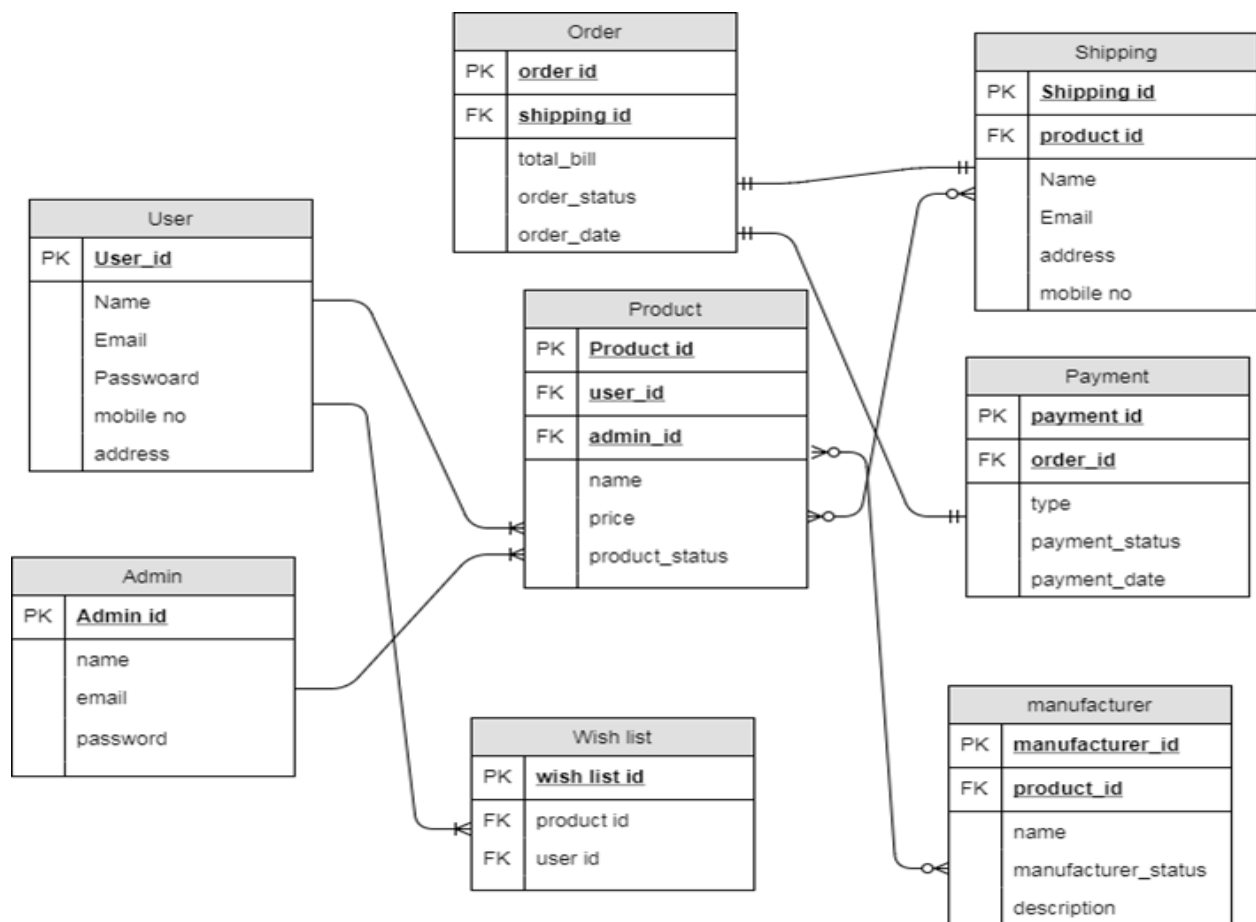 Order
PK order id
FK shipping id
total_bill
order_status
order_date
Shipping
PK Shipping id
FK product id
Name
Email
address
mobile no
User
PK User_id
Name
Email
Passwoard
mobile no
address
Product
PK Product id
FK user_id
FK admin_id
name
price
product_status
Payment
PK payment id
FK order_id
type
payment_status
payment_date
Admin
PK Admin id
name
email
password
Wish list
PK wish list id
FK product id
FK user id
manufacturer
PK manufacturer_id
FK product_id
name
manufacturer_status
description